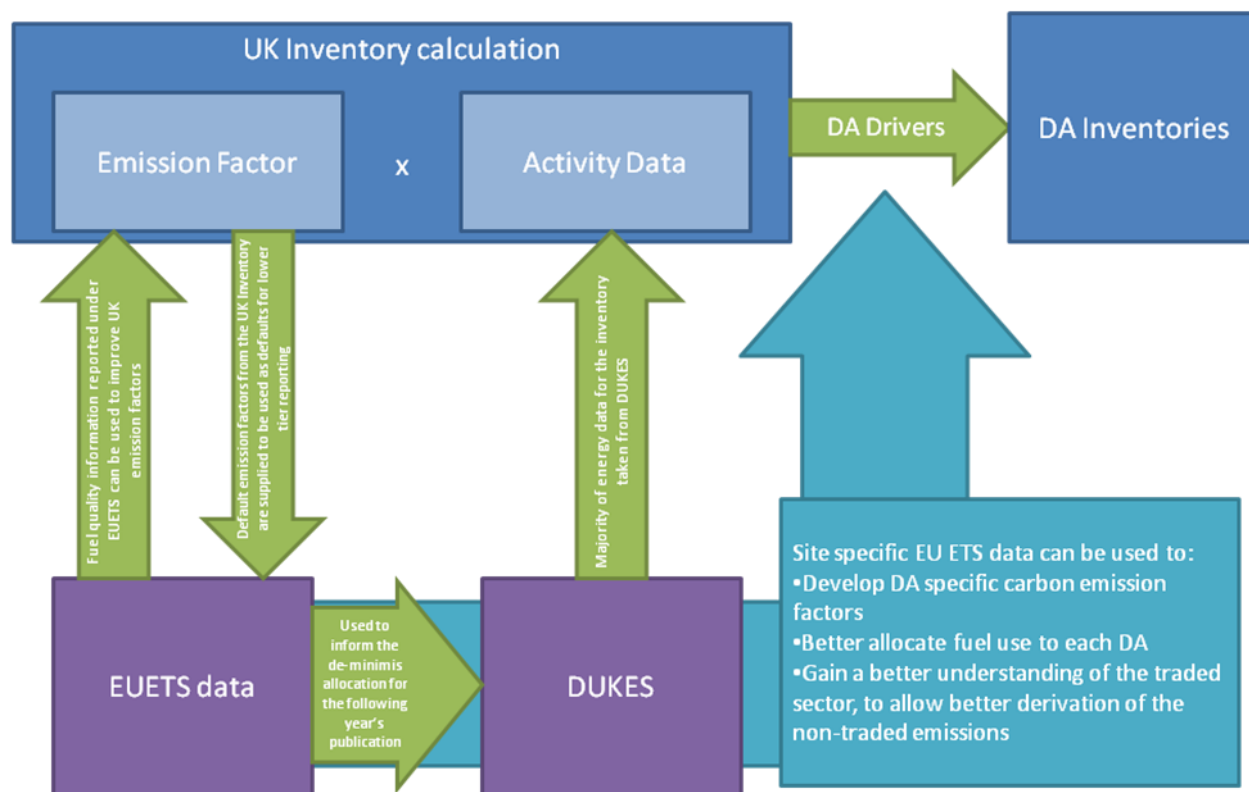 UK Inventory calculation
Emission Factor
x
Activity Data
DA Drivers
DA Inventories
Fuel quality information reported under
EUETS can be used to improve UK
emission factors
Default emission factors from the UK Inventory
are supplied to be used as defaults for lower
tier reporting
Majority of energy data for the inventory
taken from DUKES
EUETS data
Used to
inform the
de-minimis
allocation for
the following
year's
publication
DUKES
Site specific EU ETS data can be used to:
•Develop DA specific carbon emission
factors
•Better allocate fuel use to each DA
•Gain a better understanding of the traded
sector, to allow better derivation of the
non-traded emissions